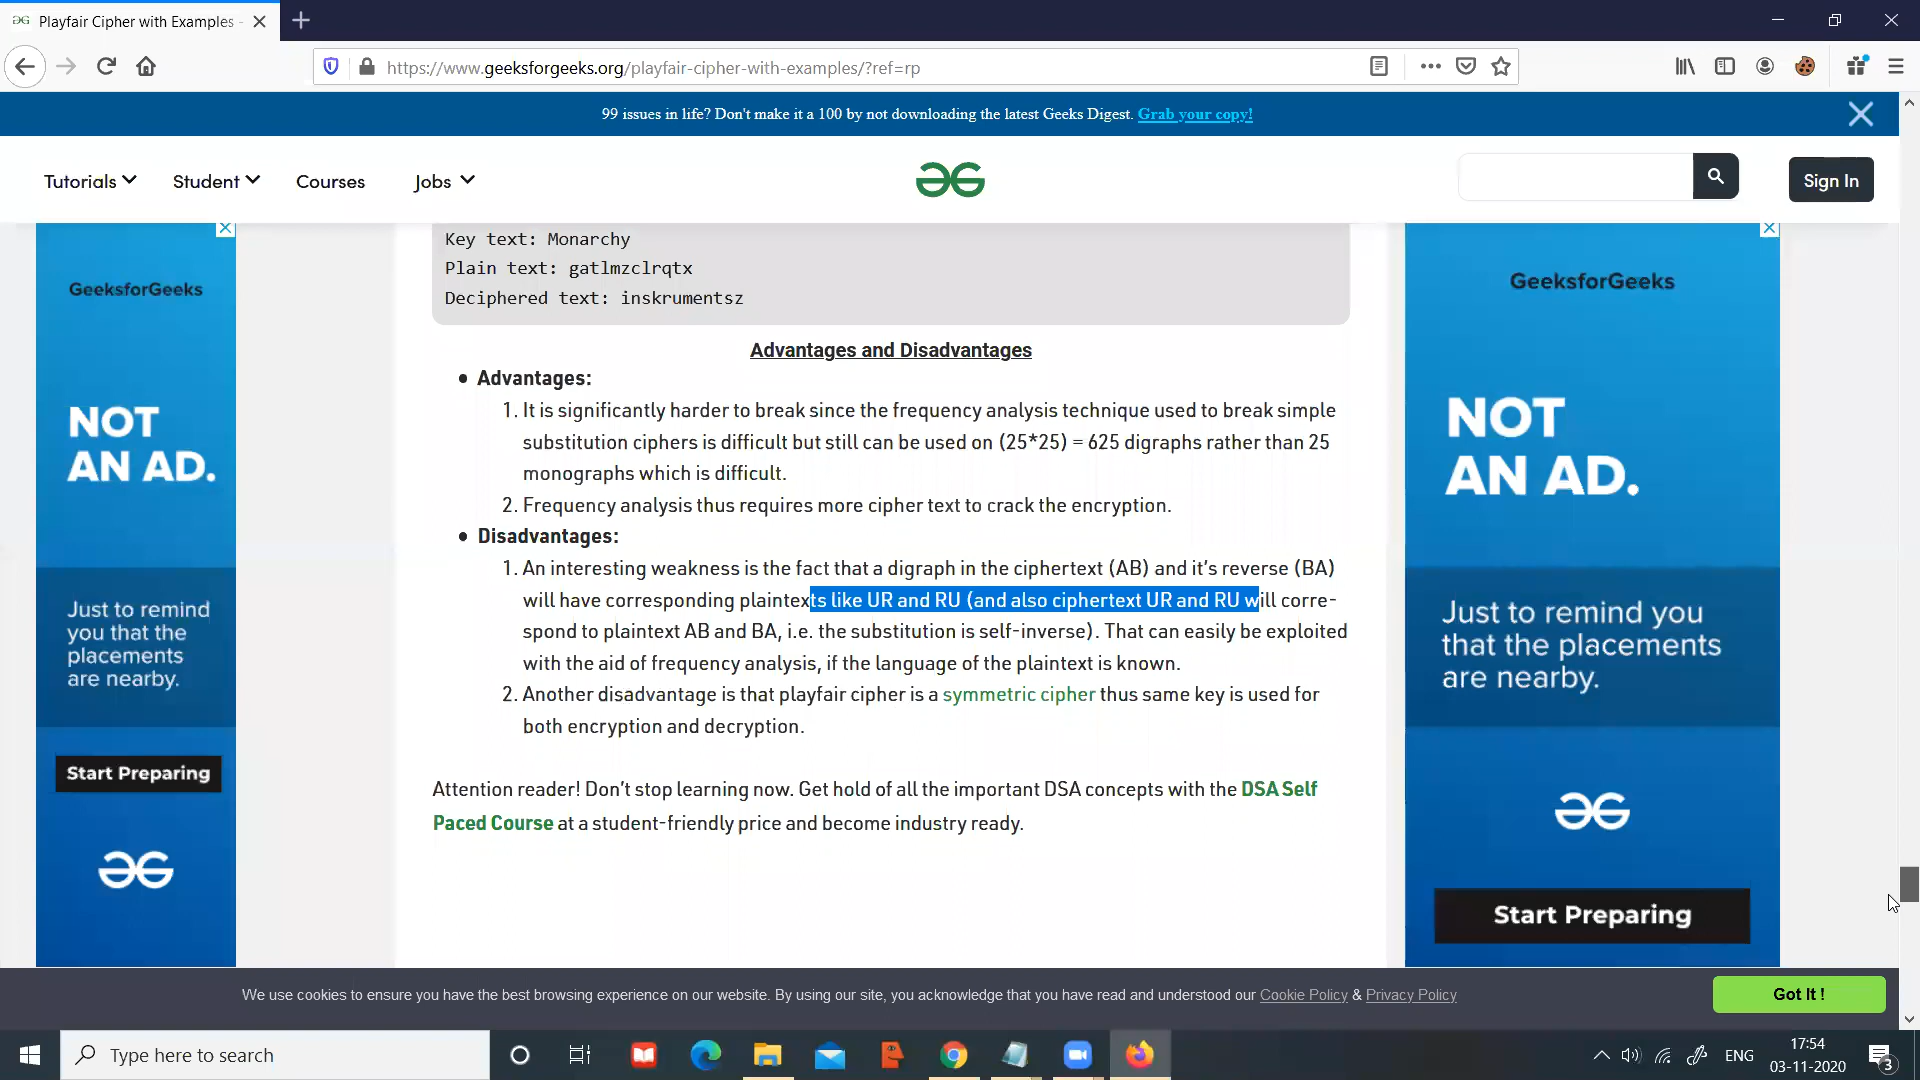 Playfair Cipher with Examples -
https://www.geeksforgeeks.org/playfair-cipher-with-examples/?ref=rp
99 issues in life? Don't make it a 100 by not downloading the latest Geeks Digest. Grab your copy!
Tutorials Student Courses Jobs Sign In
Key text: Monarchy
Plain text: gatlmzclrqtx
Deciphered text: inskrumentsz
Advantages and Disadvantages
• Advantages:
1. It is significantly harder to break since the frequency analysis technique used to break simple
substitution ciphers is difficult but still can be used on (25*25) = 625 digraphs rather than 25
monographs which is difficult.
2. Frequency analysis thus requires more cipher text to crack the encryption.
• Disadvantages:
1. An interesting weakness is the fact that a digraph in the ciphertext (AB) and it's reverse (BA)
will have corresponding plaintexts like UR and RU (and also ciphertext UR and RU will corre-
spond to plaintext AB and BA, i.e. the substitution is self-inverse). That can easily be exploited
with the aid of frequency analysis, if the language of the plaintext is known.
2. Another disadvantage is that playfair cipher is a symmetric cipher thus same key is used for
both encryption and decryption.
Attention reader! Don't stop learning now. Get hold of all the important DSA concepts with the DSA Self
Paced Course at a student-friendly price and become industry ready.
GeeksforGeeks
NOT
AN AD.
Just to remind
you that the
placements
are nearby.
Start Preparing
GeeksforGeeks
NOT
AN AD.
Just to remind you
that the placements
are nearby.
Start Preparing
We use cookies to ensure you have the best browsing experience on our website. By using our site, you acknowledge that you have read and understood our Cookie Policy & Privacy Policy
Got It !
Type here to search
ENG
17:54
03-11-2020
3